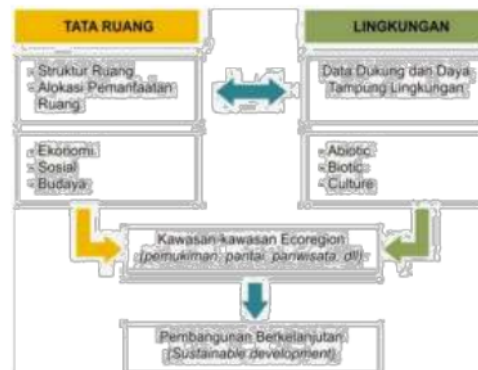 TATA RUANG
- Struktur Ruang
- Alokasi Pemanfaatan
Ruang
- Ekonomi
- Sosial
- Budaya
LINGKUNGAN
Data Dukung dan Daya
Tampung Lingkungan
- Abiotic
- Biotic
- Culture
Kawasan-kawasan Ecoregion
(pemukiman, pantai, pariwisata, dll)
Pembangunan Berkelanjutan
(Sustainable development)